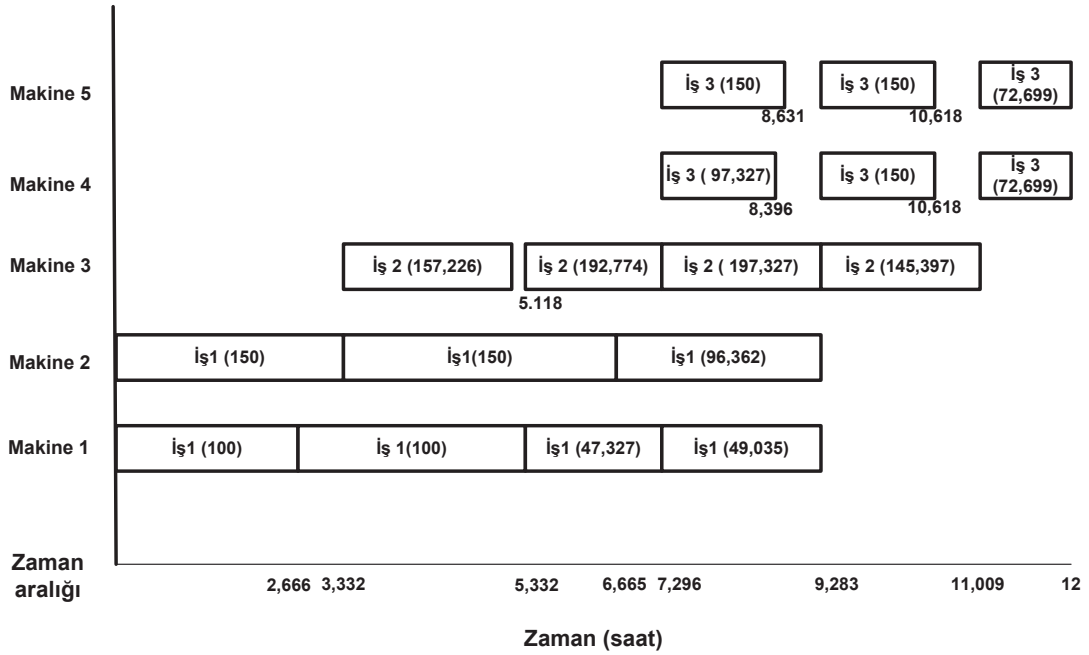 Makine 5
İş 3 (150)
İş 3 (150)
İş 3
(72,699)
8,631
10,618
Makine 4
İş 3 ( 97,327)
İş 3 (150)
İş 3
(72,699)
8,396
10,618
Makine 3
İş 2 (157,226)
İş 2 (192,774)
İş 2 ( 197,327)
İş 2 (145,397)
5.118
Makine 2
İş1 (150)
İş1(150)
İş1 (96,362)
Makine 1
İş1 (100)
İş 1(100)
İş1 (47,327)
İş1 (49,035)
Zaman
aralığı
2,666
3,332
5,332
6,665
7,296
9,283
11,009
12
Zaman (saat)